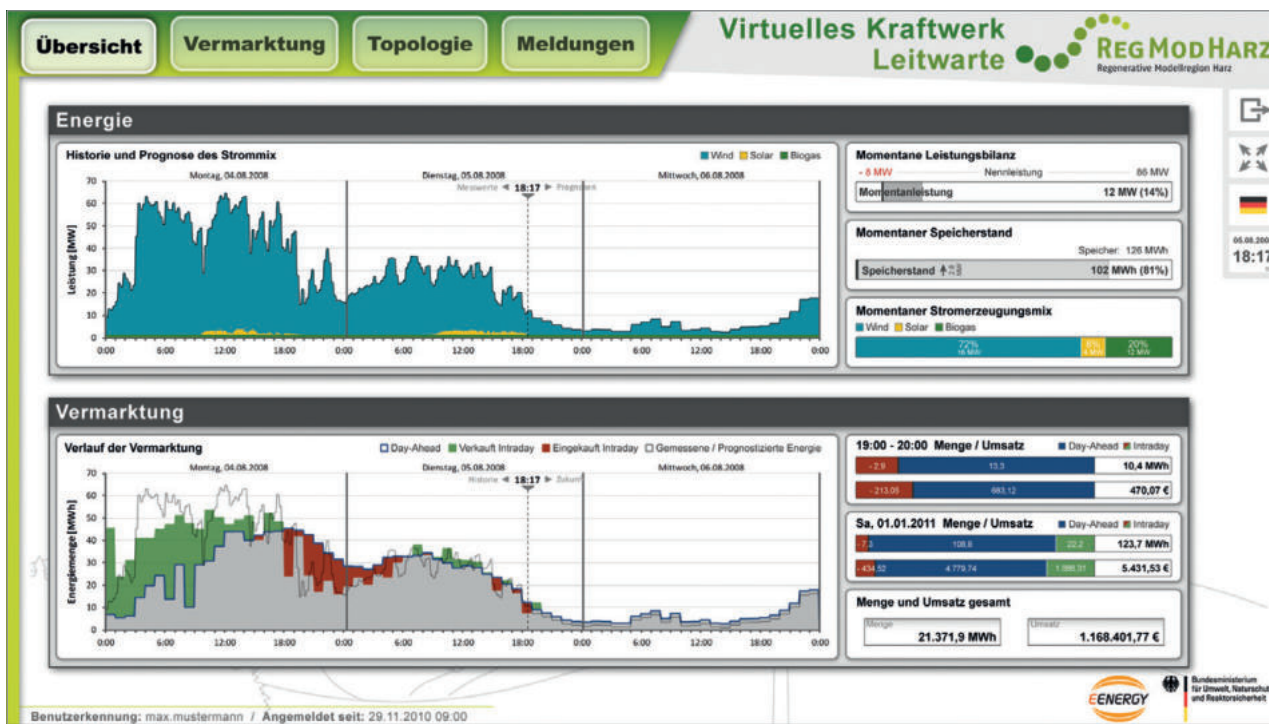 Übersicht
Vermarktung
Topologie
Meldungen
Virtuelles Kraftwerk
Leitwarte
REGMODHARZ
Regenerative Modellregion Harz
Energie
Historie und Prognose des Strommix
Wind Solar Biogas
Montag, 04.08.2008
Dienstag, 05.08.2008
Mittwoch, 06.08.2008
Messwerte 18:17 Prognosen
Leistung [MW]
70
60
50
40
30
20
10
0
0:00 6:00 12:00 18:00 0:00 6:00 12:00 18:00 0:00 6:00 12:00 18:00 0:00
Momentane Leistungsbilanz
- 8 MW Nennleistung 86 MW
Momentanleistung 12 MW (14%)
Momentaner Speicherstand
Speicher: 126 MWh
Speicherstand 102 MWh (81%)
Momentaner Stromerzeugungsmix
Wind Solar Biogas
72% 8% 20%
12 MW
18:17
Vermarktung
Verlauf der Vermarktung
Day-Ahead Verkauft Intraday Eingekauft Intraday Gemessene / Prognostizierte Energie
Montag, 04.08.2008
Dienstag, 05.08.2008
Mittwoch, 06.08.2008
Historie 18:17 Zukunft
Energiemenge [MWh]
70
60
50
40
30
20
10
0
0:00 6:00 12:00 18:00 0:00 6:00 12:00 18:00 0:00 6:00 12:00 18:00 0:00
19:00 - 20:00 Menge / Umsatz Day-Ahead Intraday
- 2,9 13,3 10,4 MWh
- 213,05 683,12 470,07 €
Sa, 01.01.2011 Menge / Umsatz Day-Ahead Intraday
- 7,3 108,8 22,2 123,7 MWh
- 434,52 4.779,74 5.431,53 €
Menge und Umsatz gesamt
Menge
21.371,9 MWh
Umsatz
1.168.401,77 €
EENERGY
Bundesministerium
für Umwelt, Naturschutz
und Reaktorsicherheit
Benutzerkennung: max.mustermann / Angemeldet seit: 29.11.2010 09:00